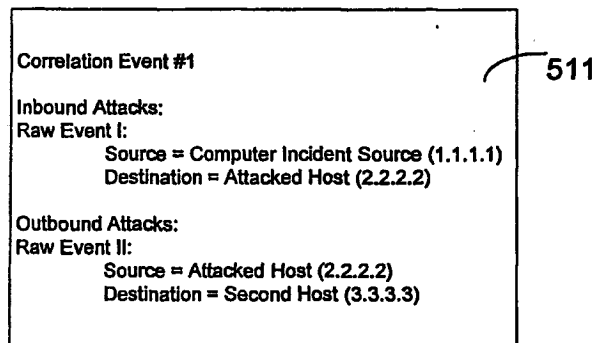 Correlation Event #1
511
Inbound Attacks:
Raw Event I:
Source = Computer Incident Source (1.1.1.1)
Destination = Attacked Host (2.2.2.2)
Outbound Attacks:
Raw Event II:
Source = Attacked Host (2.2.2.2)
Destination = Second Host (3.3.3.3)